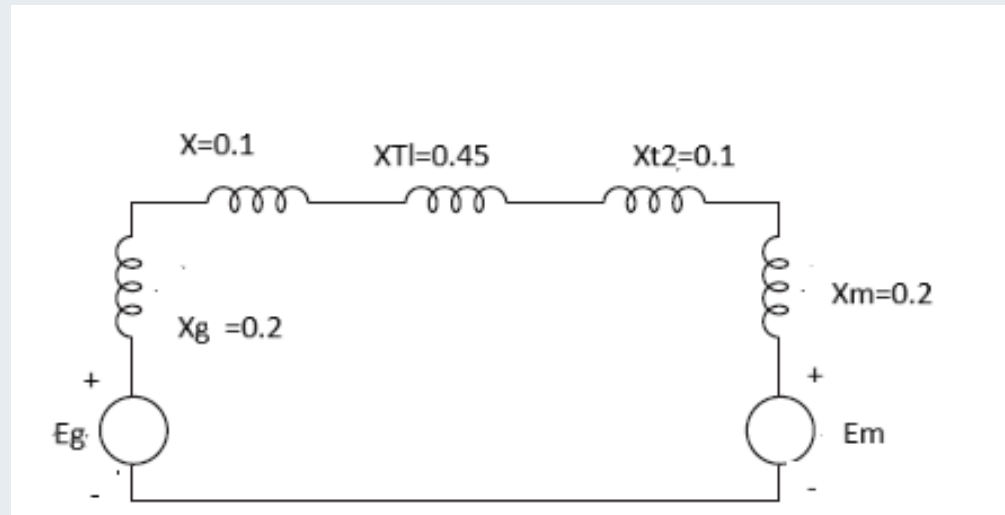 X=0.1
XTl=0.45
Xt2=0.1
Xm=0.2
Xg =0.2
+
+
Eg
Em
-
-